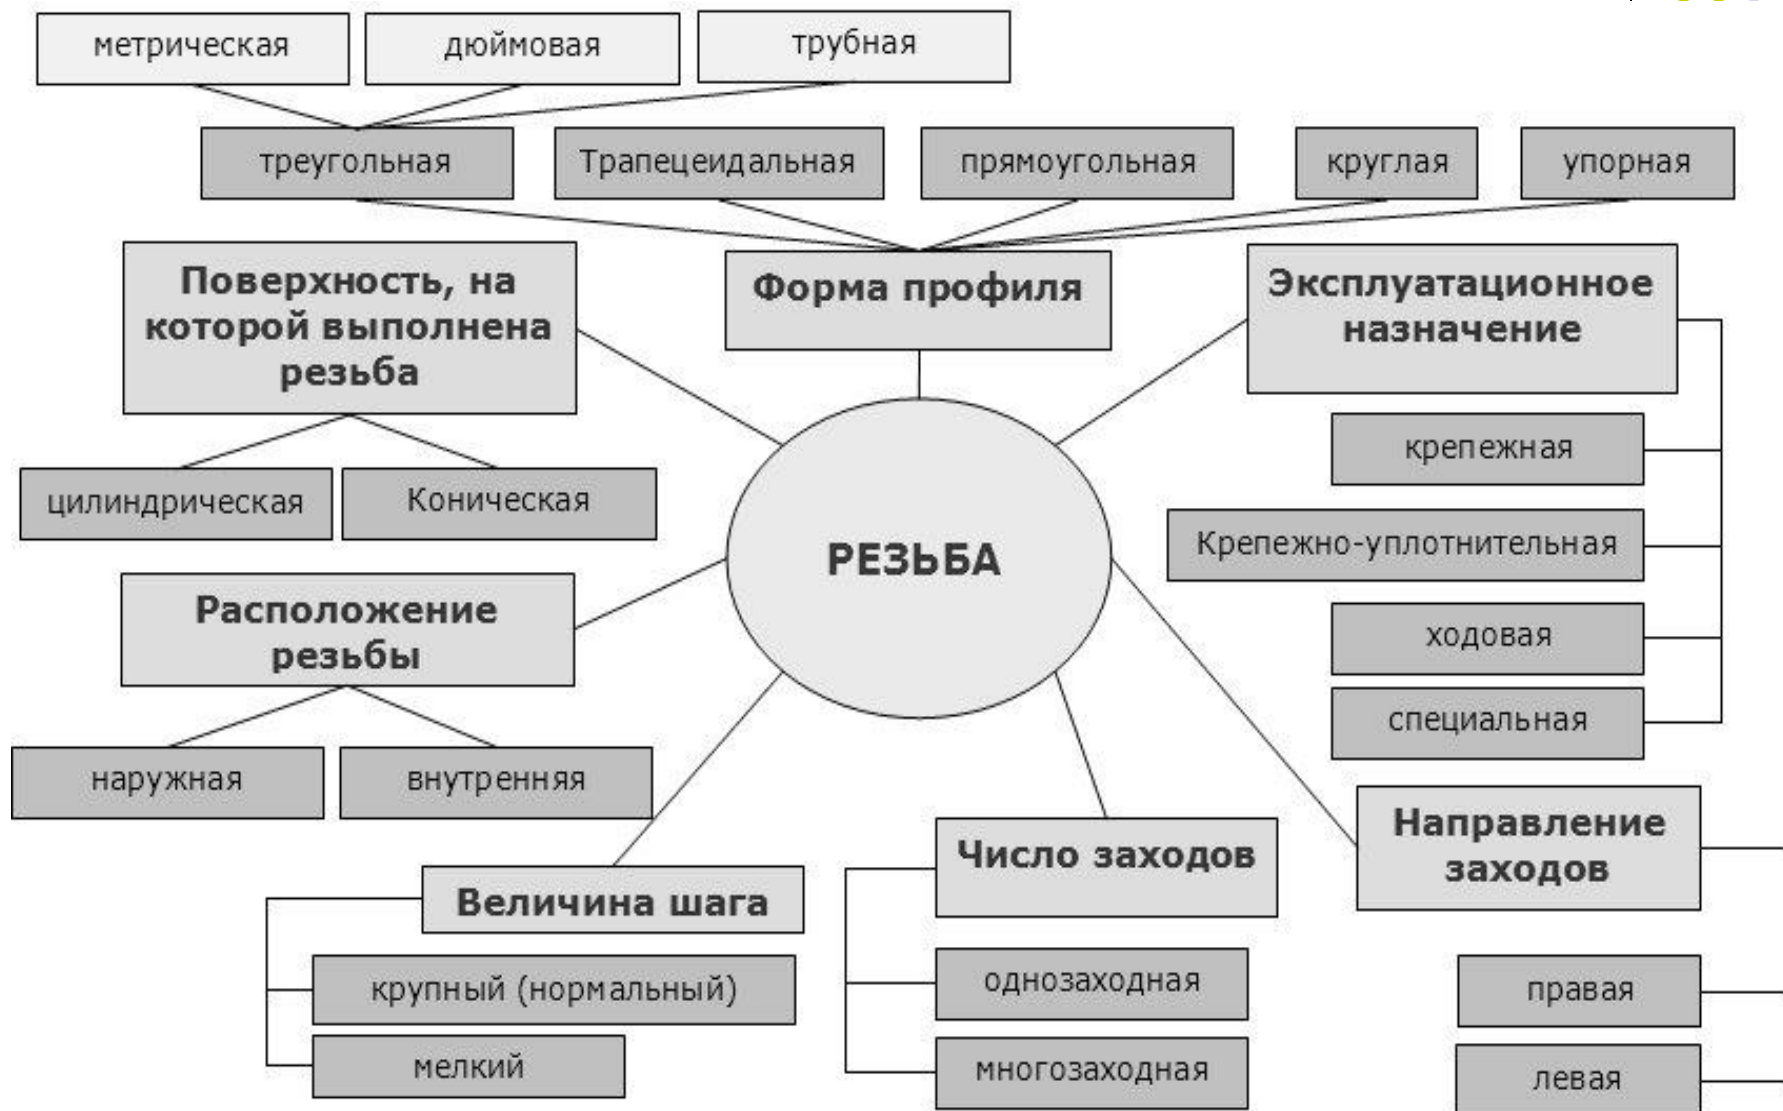 метрическая
дюймовая
трубная
треугольная
Трапецеидальная
прямоугольная
круглая
упорная
Поверхность, на
которой выполнена
резьба
Форма профиля
Эксплуатационное
назначение
крепежная
цилиндрическая
Коническая
РЕЗЬБА
Крепежно-уплотнительная
Расположение
резьбы
ходовая
специальная
наружная
внутренняя
Число заходов
Направление
заходов
Величина шага
крупный (нормальный)
однозаходная
правая
мелкий
многозаходная
левая